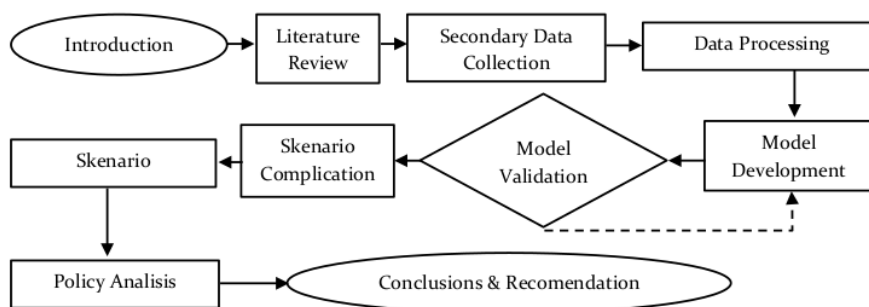 Introduction
Literature
Review
Secondary Data
Collection
Data Processing
Model
Development
Model
Validation
Skenario
Complication
Skenario
Policy Analisis
Conclusions & Recomendation